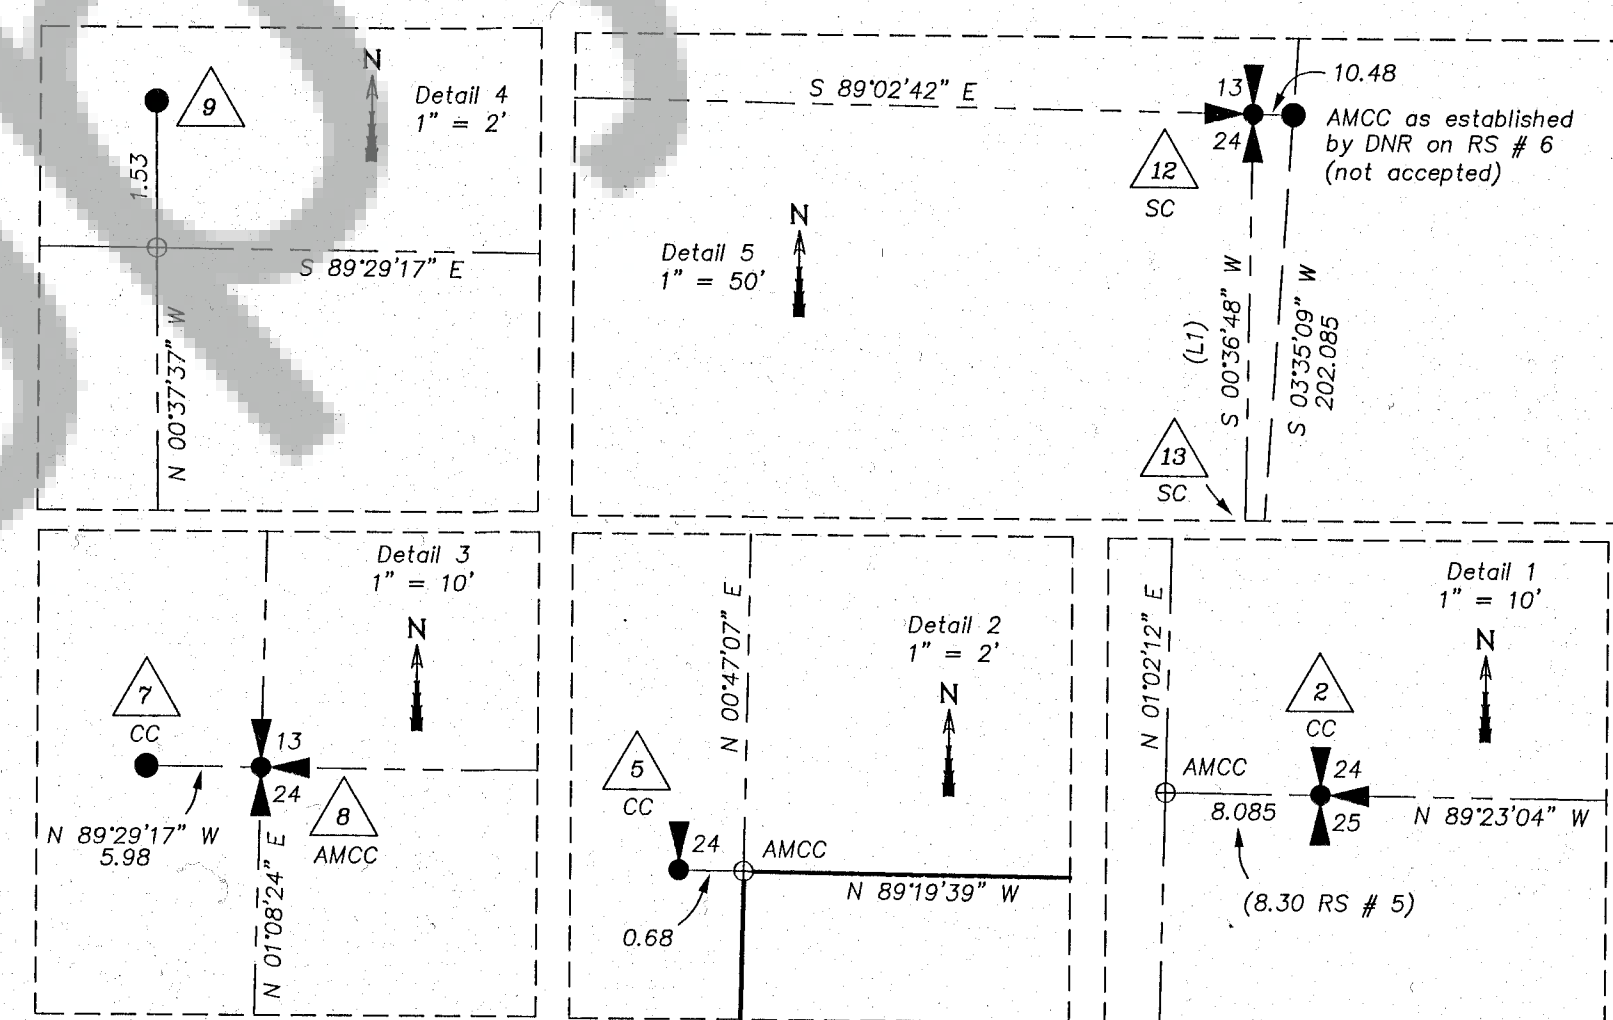 9
N
Detail 4
1" = 2'
1.53
S 89°29'17" E
N 00°37'37" W
S 89°02'42" E
13
10.48
24
AMCC as established
by DNR on RS # 6
(not accepted)
12
SC
N
Detail 5
1" = 50'
(L1)
S 00°36'48" W
S 03°35'09" W
202.085
13
SC
Detail 3
1" = 10'
N
7
CC
13
24
8
AMCC
N 89°29'17" W
5.98
N 01°08'24" E
N 00°47'07" E
Detail 2
1" = 2'
N
5
CC
24
AMCC
N 89°19'39" W
0.68
Detail 1
1" = 10'
N
N 01°02'12" E
2
CC
AMCC
24
8.085
25
N 89°23'04" W
(8.30 RS # 5)